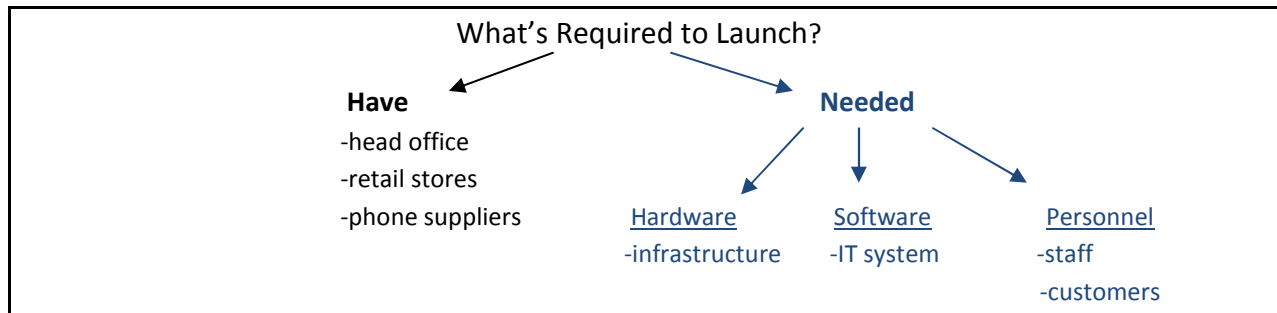 What’s Required to Launch?
Have
-head office
-retail stores
-phone suppliers
Needed
Hardware
-infrastructure
Software
-IT system
Personnel
-staff
-customers